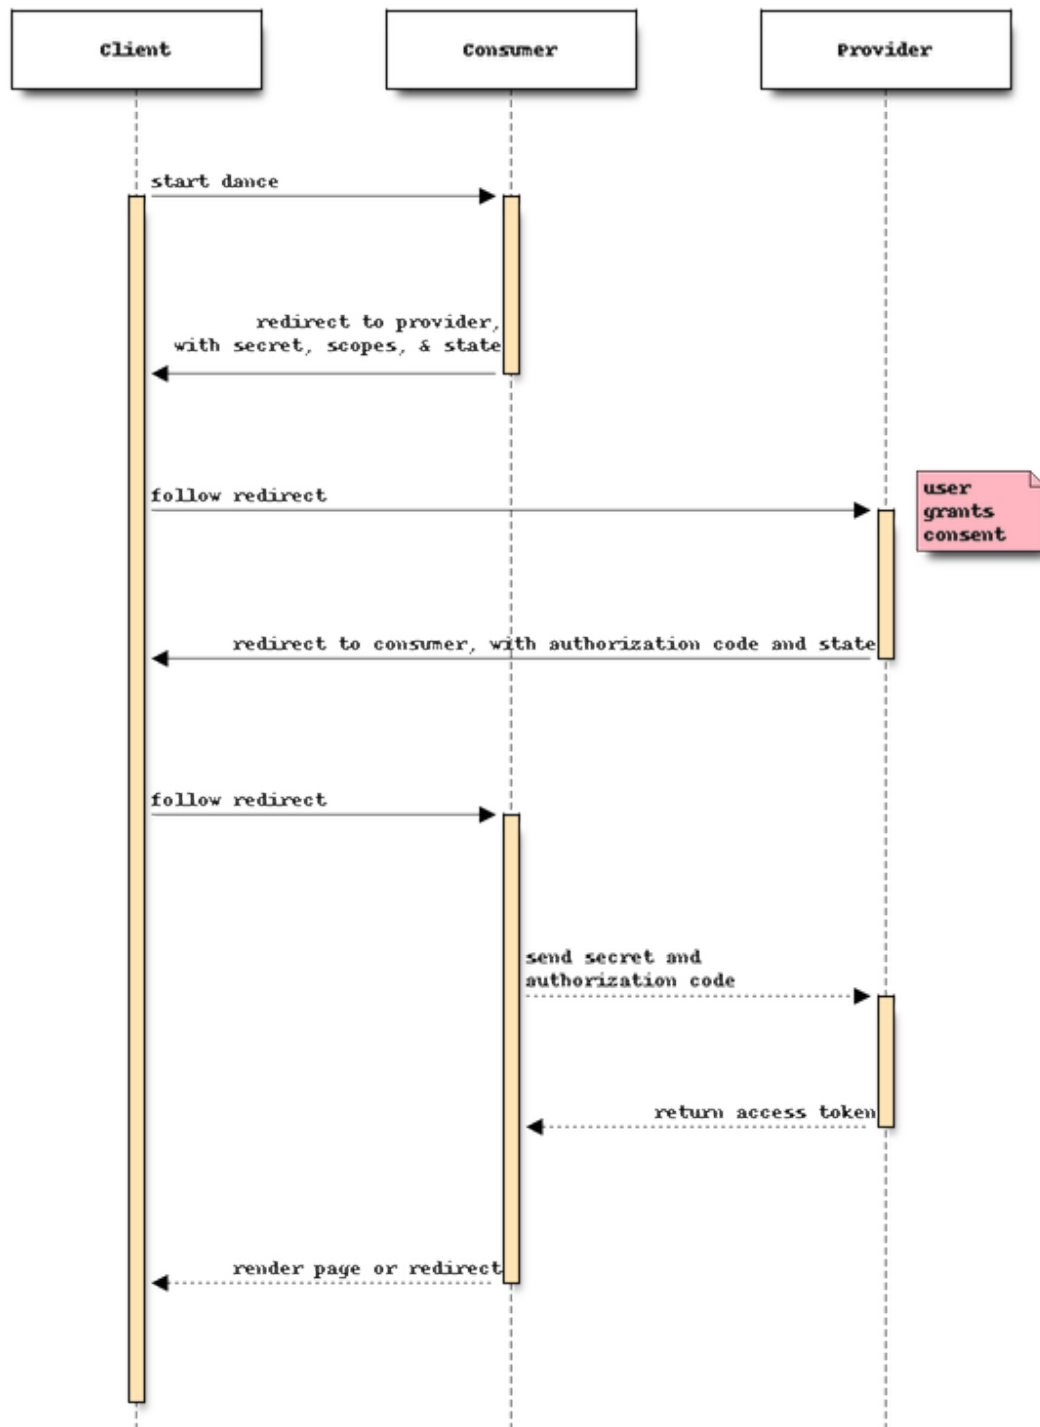 Client
Consumer
Provider
start dance
redirect to provider,
with secret, scopes, & state
follow redirect
user
grants
consent
redirect to consumer, with authorization code and state
follow redirect
send secret and
authorization code
return access token
render page or redirect